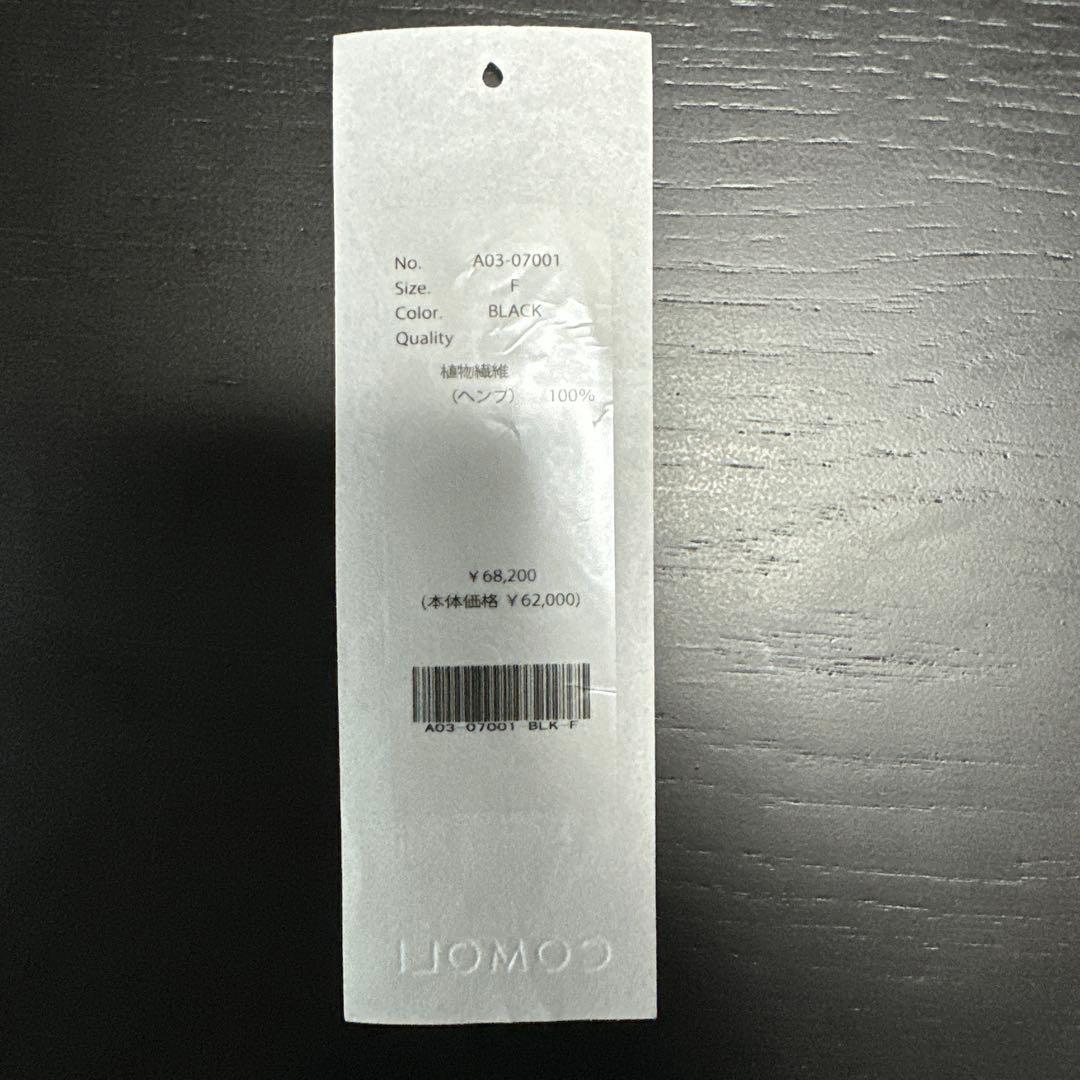 No. A03-07001
Size. F
Color. BLACK
Quality
植物繊維
(ヘンプ) 100%
¥68,200
(本体価格 ¥62,000)
A03-07001-BLK-F
COMOLI